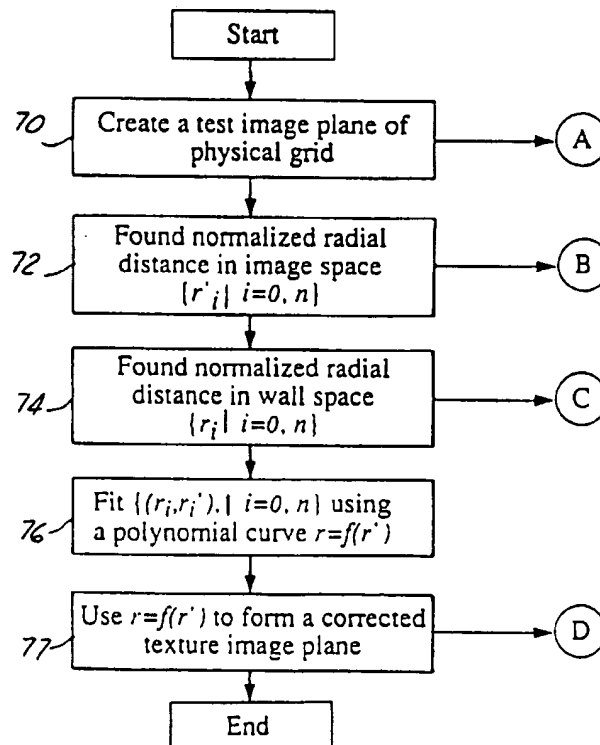 Start
70
Create a test image plane of
physical grid
A
72
Found normalized radial
distance in image space
{r'i| i=0, n}
B
74
Found normalized radial
distance in wall space
{ri| i=0, n}
C
76
Fit {(ri,ri'),| i=0, n} using
a polynomial curve r=f(r')
77
Use r=f(r') to form a corrected
texture image plane
D
End